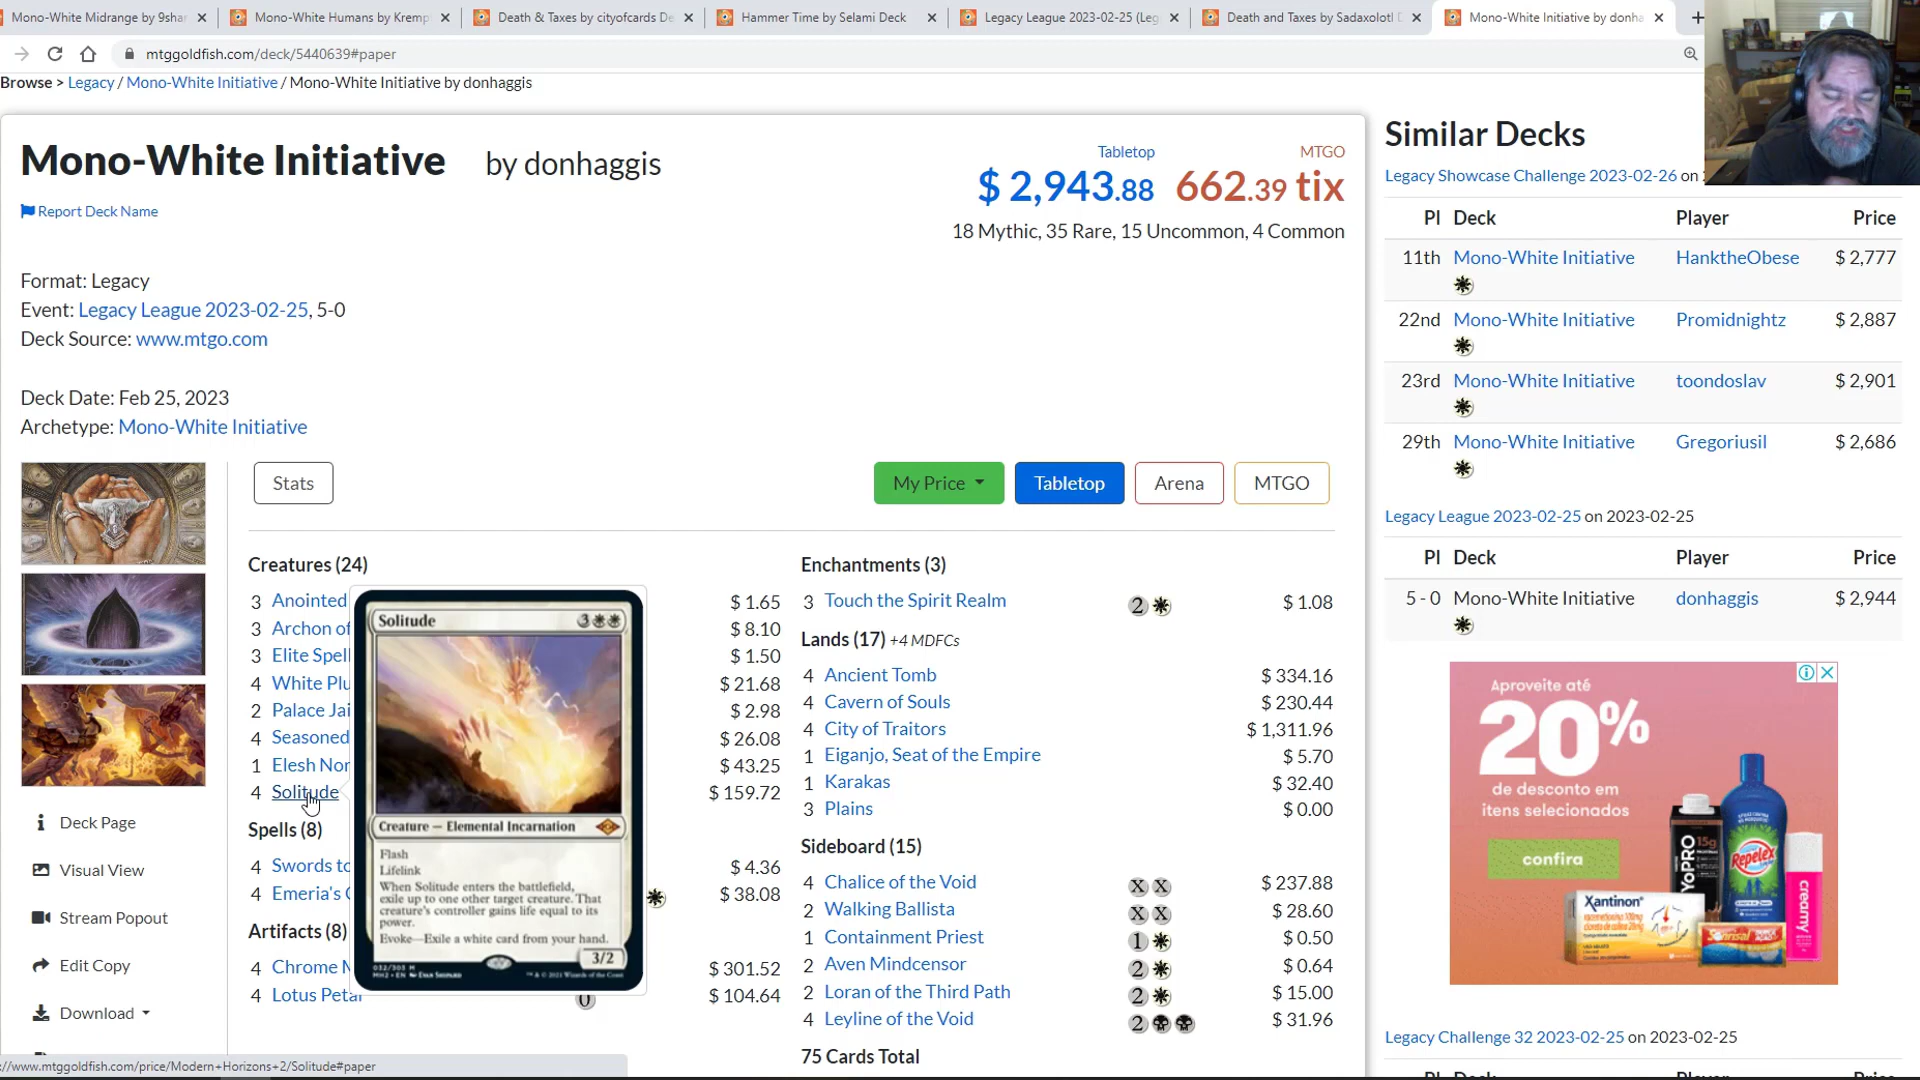 Mono-White Midrange by 9shar
Mono-White Humans by Kremp
Death & Taxes by cityofcards De
Hammer Time by Selami Deck
Legacy League 2023-02-25 (Leg
Death and Taxes by Sadaxolotl D
Mono-White Initiative by donha
mtggoldfish.com/deck/5440639#paper
Browse > Legacy / Mono-White Initiative / Mono-White Initiative by donhaggis
Mono-White Initiative by donhaggis
Report Deck Name
Tabletop
$ 2,943.88
MTGO
662.39 tix
18 Mythic, 35 Rare, 15 Uncommon, 4 Common
Format: Legacy
Event: Legacy League 2023-02-25, 5-0
Deck Source: www.mtgo.com
Deck Date: Feb 25, 2023
Archetype: Mono-White Initiative
Stats
My Price
Tabletop
Arena
MTGO
Creatures (24)
3 Anointed $ 1.65
3 Archon of $ 8.10
3 Elite Spell $ 1.50
4 White Plu $ 21.68
2 Palace Jai $ 2.98
4 Seasoned $ 26.08
1 Elesh Nor $ 43.25
4 Solitude $ 159.72
Spells (8)
4 Swords to $ 4.36
4 Emeria's C $ 38.08
Artifacts (8)
4 Chrome M $ 301.52
4 Lotus Petal 0 $ 104.64
Solitude 3
Creature — Elemental Incarnation
Flash
Lifelink
When Solitude enters the battlefield,
exile up to one other target creature. That
creature's controller gains life equal to its
power.
Evoke—Exile a white card from your hand.
3/2
Enchantments (3)
3 Touch the Spirit Realm 2 $ 1.08
Lands (17) +4 MDFCs
4 Ancient Tomb $ 334.16
4 Cavern of Souls $ 230.44
4 City of Traitors $ 1,311.96
1 Eiganjo, Seat of the Empire $ 5.70
1 Karakas $ 32.40
3 Plains $ 0.00
Sideboard (15)
4 Chalice of the Void X X $ 237.88
2 Walking Ballista X X $ 28.60
1 Containment Priest 1 $ 0.50
2 Aven Mindcensor 2 $ 0.64
2 Loran of the Third Path 2 $ 15.00
4 Leyline of the Void 2 $ 31.96
75 Cards Total
Deck Page
Visual View
Stream Popout
Edit Copy
Download
://www.mtggoldfish.com/price/Modern+Horizons+2/Solitude#paper
Similar Decks
Legacy Showcase Challenge 2023-02-26 on
Pl Deck Player Price
11th Mono-White Initiative HanktheObese $ 2,777
22nd Mono-White Initiative Promidnightz $ 2,887
23rd Mono-White Initiative toondoslav $ 2,901
29th Mono-White Initiative Gregoriusil $ 2,686
Legacy League 2023-02-25 on 2023-02-25
Pl Deck Player Price
5 - 0 Mono-White Initiative donhaggis $ 2,944
Aproveite até
20%
de desconto em
itens selecionados
confira
YoPRO
15g
Repelex
Xantinon®
creamy
Legacy Challenge 32 2023-02-25 on 2023-02-25
Pl Deck Player Price